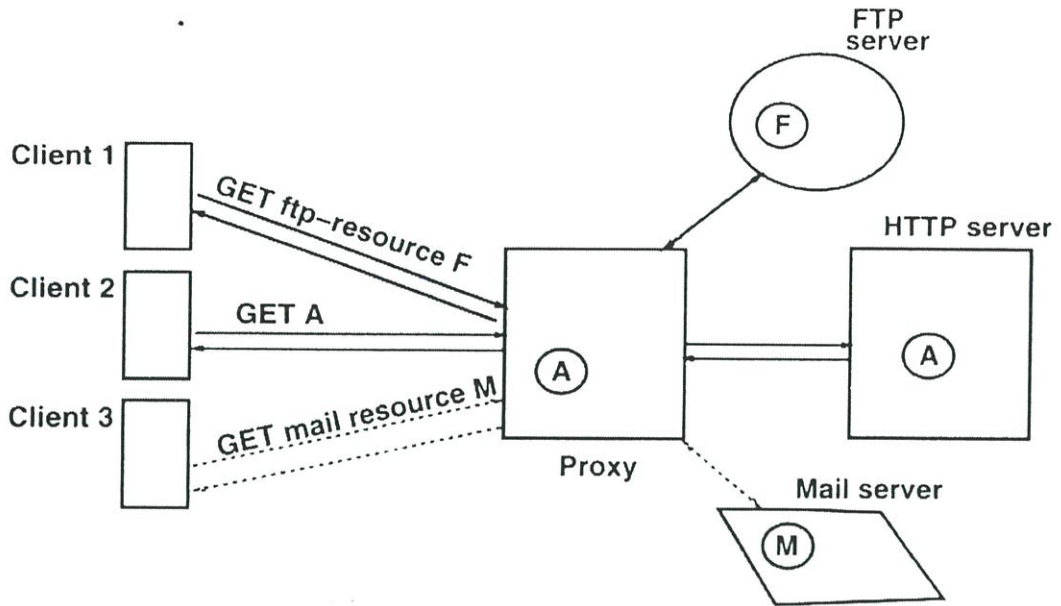 FTP
server
F
Client 1
GET ftp–resource F
HTTP server
Client 2
GET A
A
A
Client 3
GET mail resource M
Proxy
Mail server
M